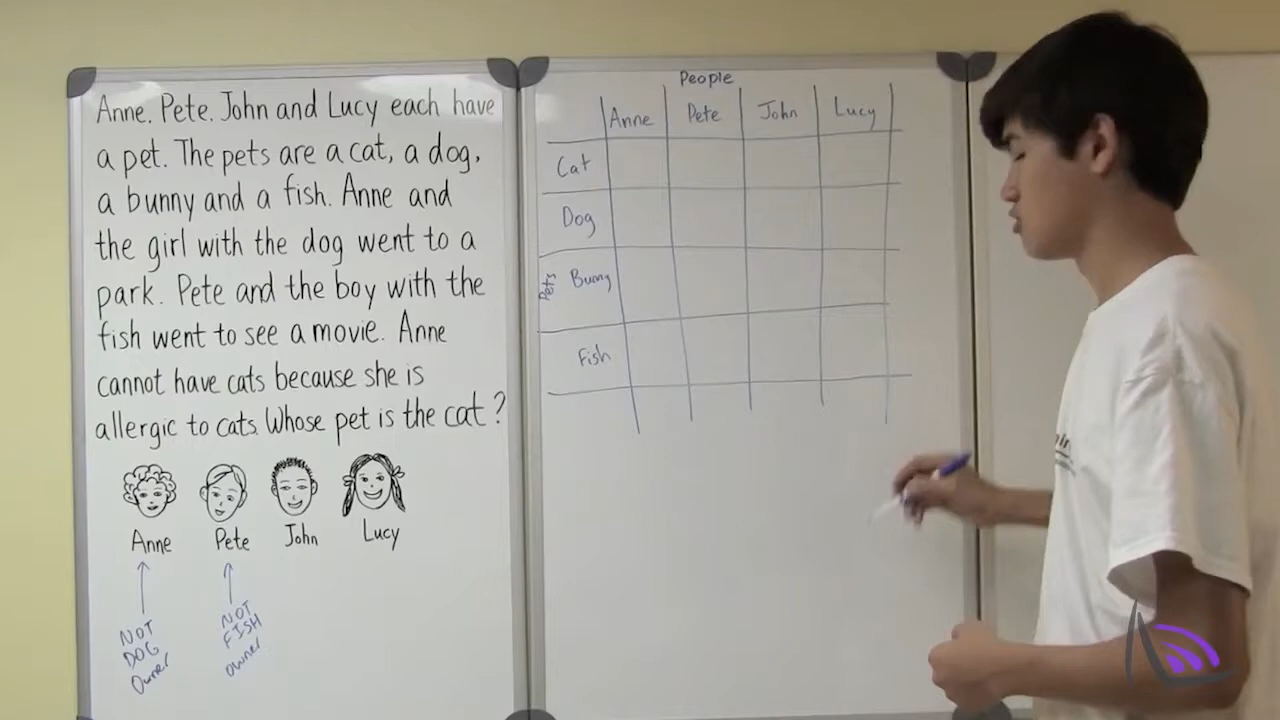 Anne. Pete. John and Lucy each have
a pet. The pets are a cat, a dog,
a bunny and a fish. Anne and
the girl with the dog went to a
park. Pete and the boy with the
fish went to see a movie. Anne
cannot have cats because she is
allergic to cats. Whose pet is the cat?
Anne Pete John Lucy
NOT
DOG
Owner
NOT
FISH
owner
People
Anne Pete John Lucy
Cat
Dog
Pets
Bunny
Fish